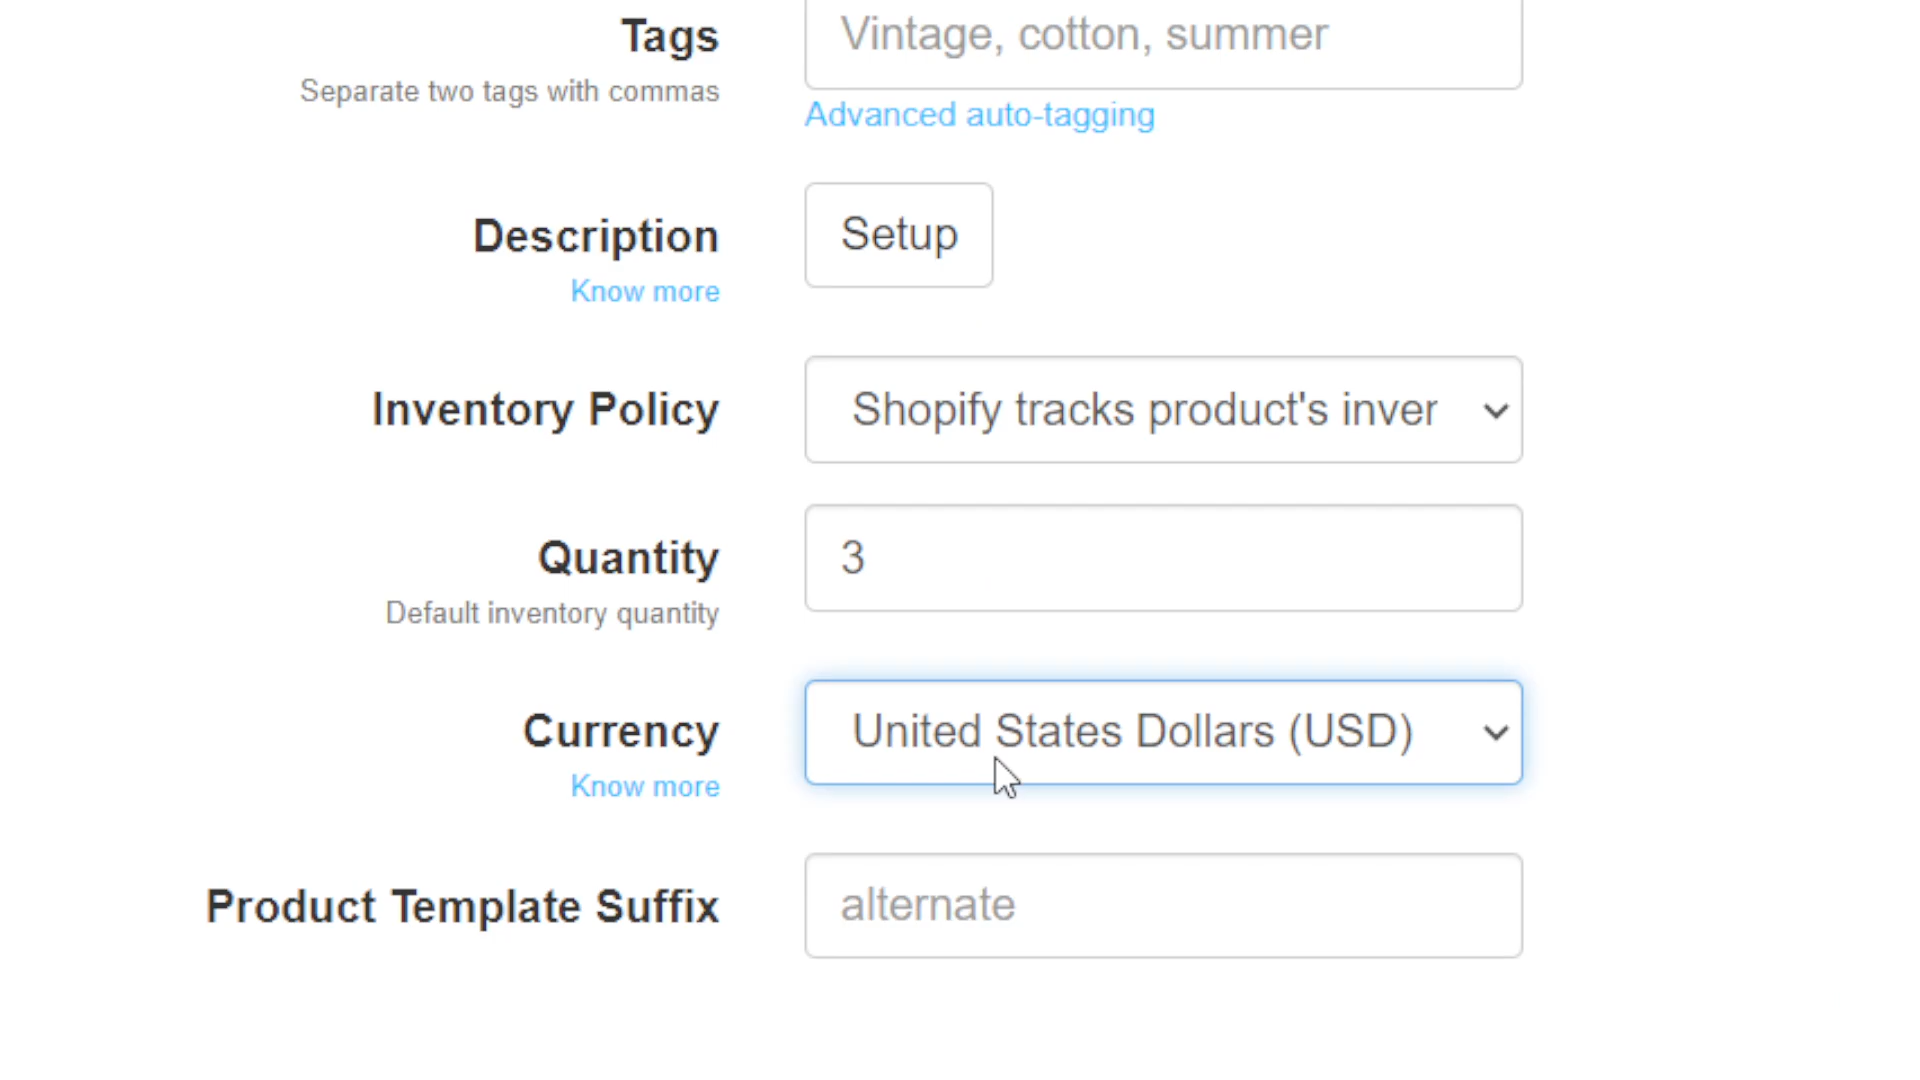 Tags
Vintage, cotton, summer
Separate two tags with commas
Advanced auto-tagging
Description
Setup
Know more
Inventory Policy
Shopify tracks product's inver
Quantity
3
Default inventory quantity
Currency
United States Dollars (USD)
Know more
Product Template Suffix
alternate